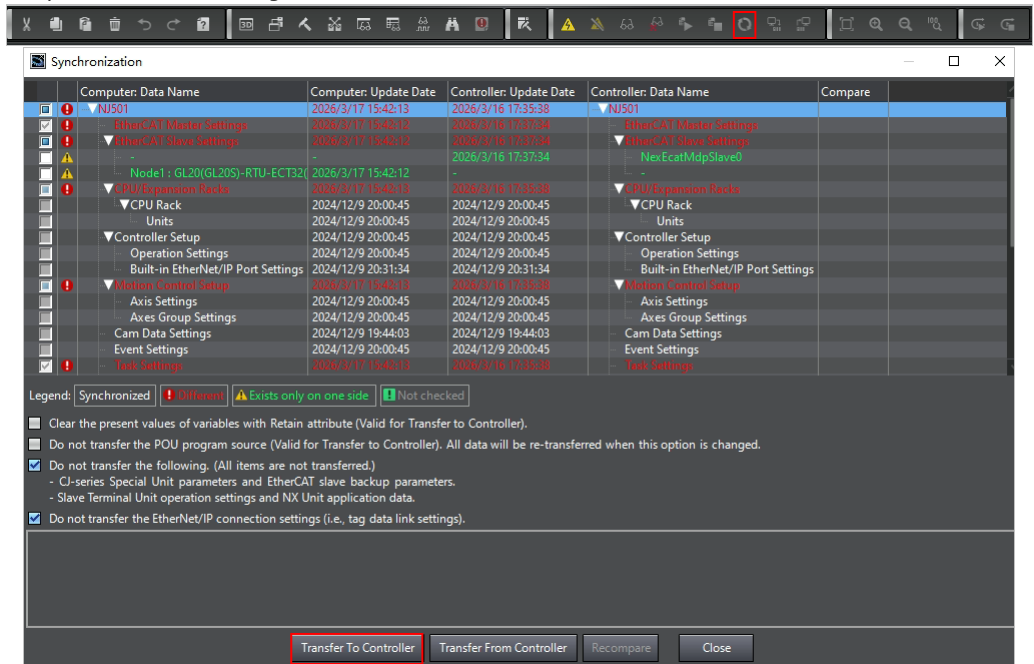 Synchronization
Computer: Data Name Computer: Update Date Controller: Update Date Controller: Data Name Compare
NJ501 2026/3/17 15:42:13 2026/3/16 17:35:38 NJ501
EtherCAT Master Settings 2026/3/17 15:42:12 2026/3/16 17:37:34 EtherCAT Master Settings
EtherCAT Slave Settings 2026/3/17 15:42:12 2026/3/16 17:37:34 EtherCAT Slave Settings
- - 2026/3/16 17:37:34 NexEcatMdpSlave0
Node1 : GL20(GL20S)-RTU-ECT32( 2026/3/17 15:42:12 - -
CPU/Expansion Racks 2026/3/17 15:42:13 2026/3/16 17:35:38 CPU/Expansion Racks
CPU Rack 2024/12/9 20:00:45 2024/12/9 20:00:45 CPU Rack
Units 2024/12/9 20:00:45 2024/12/9 20:00:45 Units
Controller Setup 2024/12/9 20:00:45 2024/12/9 20:00:45 Controller Setup
Operation Settings 2024/12/9 20:00:45 2024/12/9 20:00:45 Operation Settings
Built-in EtherNet/IP Port Settings 2024/12/9 20:31:34 2024/12/9 20:31:34 Built-in EtherNet/IP Port Settings
Motion Control Setup 2026/3/17 15:42:13 2026/3/16 17:35:38 Motion Control Setup
Axis Settings 2024/12/9 20:00:45 2024/12/9 20:00:45 Axis Settings
Axes Group Settings 2024/12/9 20:00:45 2024/12/9 20:00:45 Axes Group Settings
Cam Data Settings 2024/12/9 19:44:03 2024/12/9 19:44:03 Cam Data Settings
Event Settings 2024/12/9 20:00:45 2024/12/9 20:00:45 Event Settings
Task Settings 2026/3/17 15:42:13 2026/3/16 17:35:38 Task Settings
Legend: Synchronized Different Exists only on one side Not checked
Clear the present values of variables with Retain attribute (Valid for Transfer to Controller).
Do not transfer the POU program source (Valid for Transfer to Controller). All data will be re-transferred when this option is changed.
Do not transfer the following. (All items are not transferred.)
- CJ-series Special Unit parameters and EtherCAT slave backup parameters.
- Slave Terminal Unit operation settings and NX Unit application data.
Do not transfer the EtherNet/IP connection settings (i.e., tag data link settings).
Transfer To Controller Transfer From Controller Recompare Close